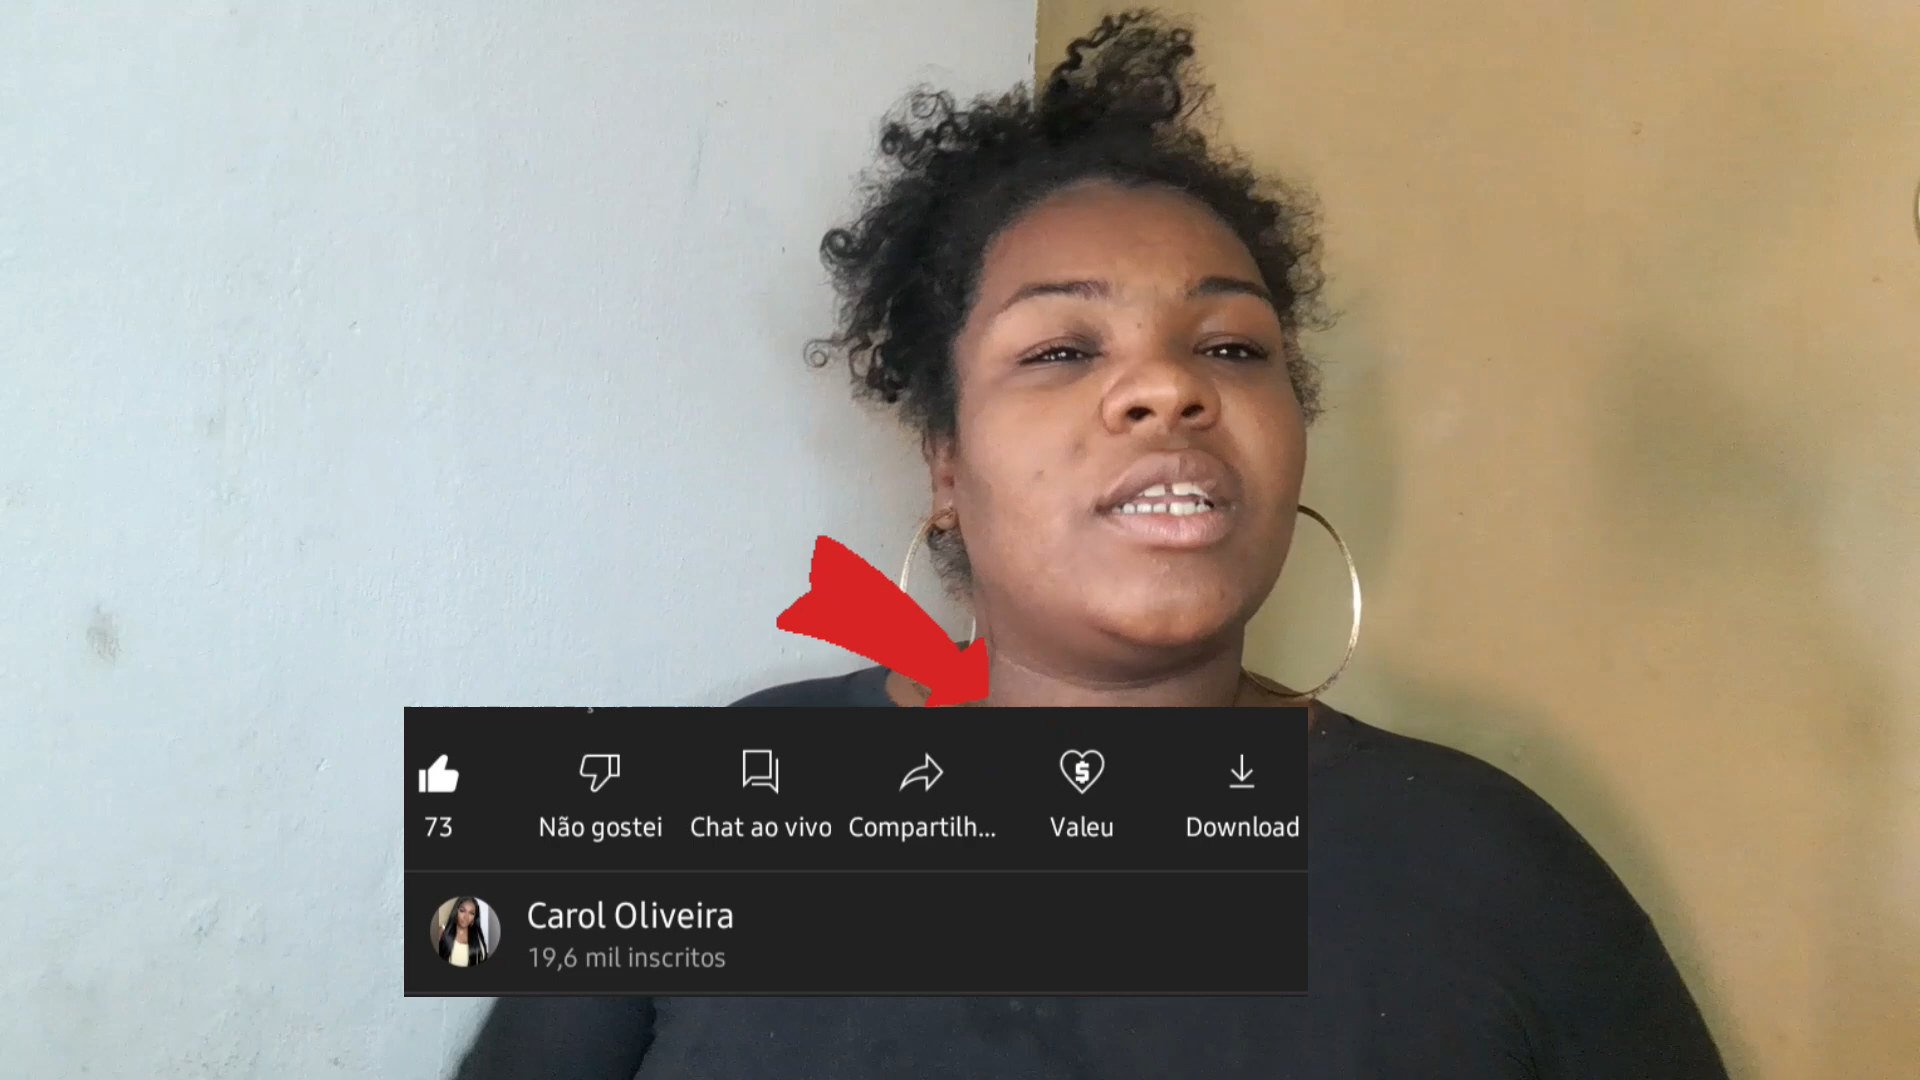 73 Não gostei Chat ao vivo Compartilh... Valeu Download
Carol Oliveira
19,6 mil inscritos